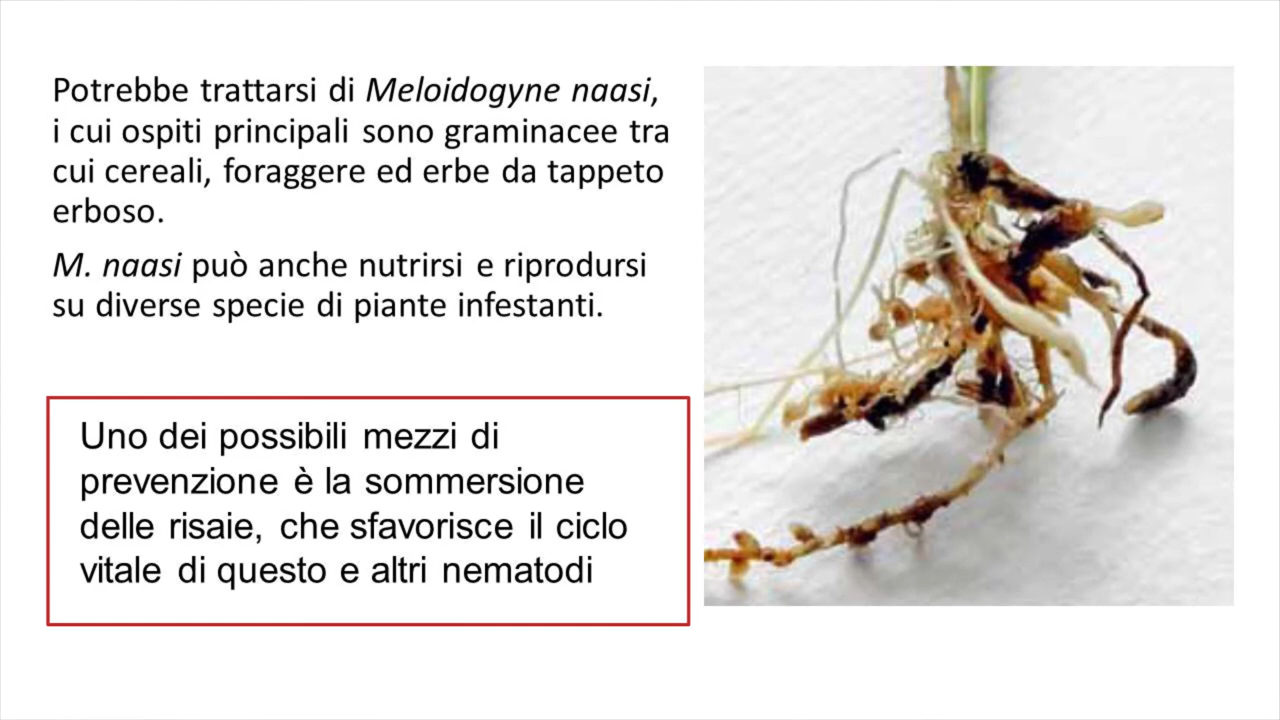 Potrebbe trattarsi di Meloidogyne naasi,
i cui ospiti principali sono graminacee tra
cui cereali, foraggere ed erbe da tappeto
erboso.
M. naasi può anche nutrirsi e riprodursi
su diverse specie di piante infestanti.
Uno dei possibili mezzi di
prevenzione è la sommersione
delle risaie, che sfavorisce il ciclo
vitale di questo e altri nematodi